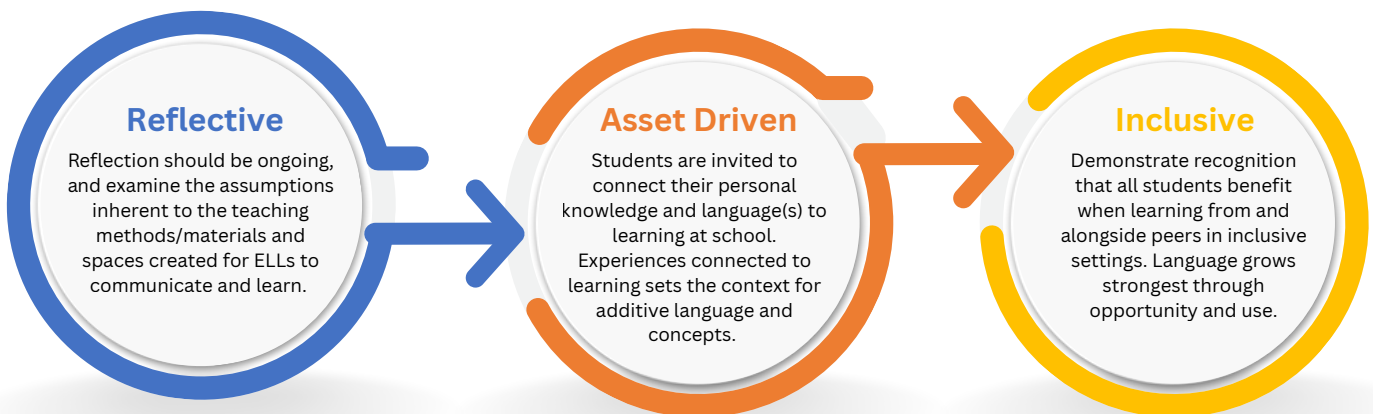 Reflective
Reflection should be ongoing,
and examine the assumptions
inherent to the teaching
methods/materials and
spaces created for ELLs to
communicate and learn.
Asset Driven
Students are invited to
connect their personal
knowledge and language(s) to
learning at school.
Experiences connected to
learning sets the context for
additive language and
concepts.
Inclusive
Demonstrate recognition
that all students benefit
when learning from and
alongside peers in inclusive
settings. Language grows
strongest through
opportunity and use.